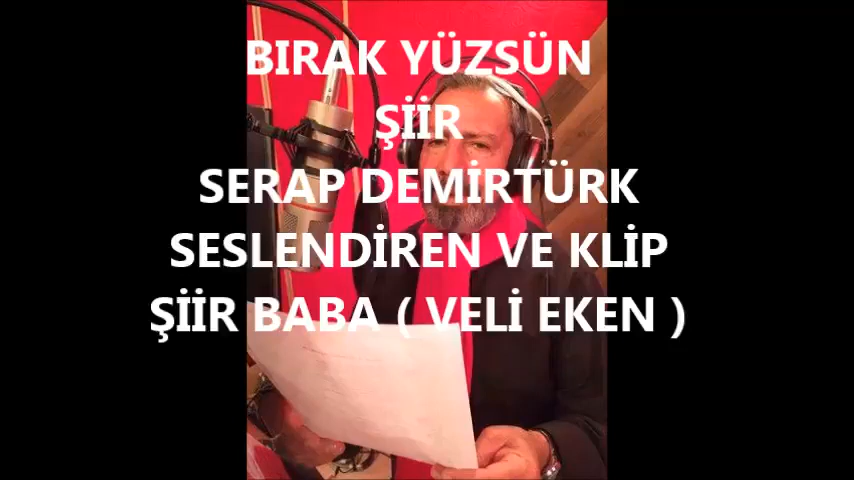 BIRAK YÜZSÜN
ŞİİR
SERAP DEMİRTÜRK
SESLENDİREN VE KLİP
ŞİİR BABA ( VELİ EKEN )